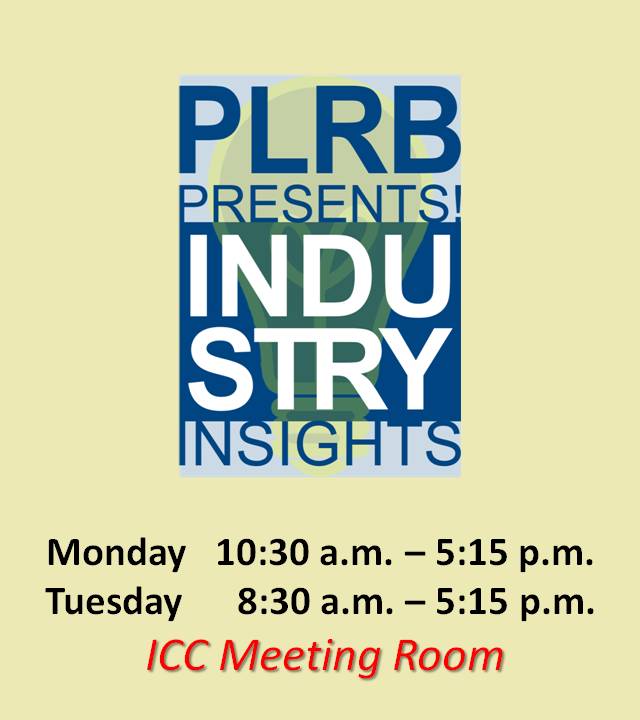 PLRB
PRESENTS!
INDU
STRY
INSIGHTS
Monday 10:30 a.m. – 5:15 p.m.
Tuesday 8:30 a.m. – 5:15 p.m.
ICC Meeting Room